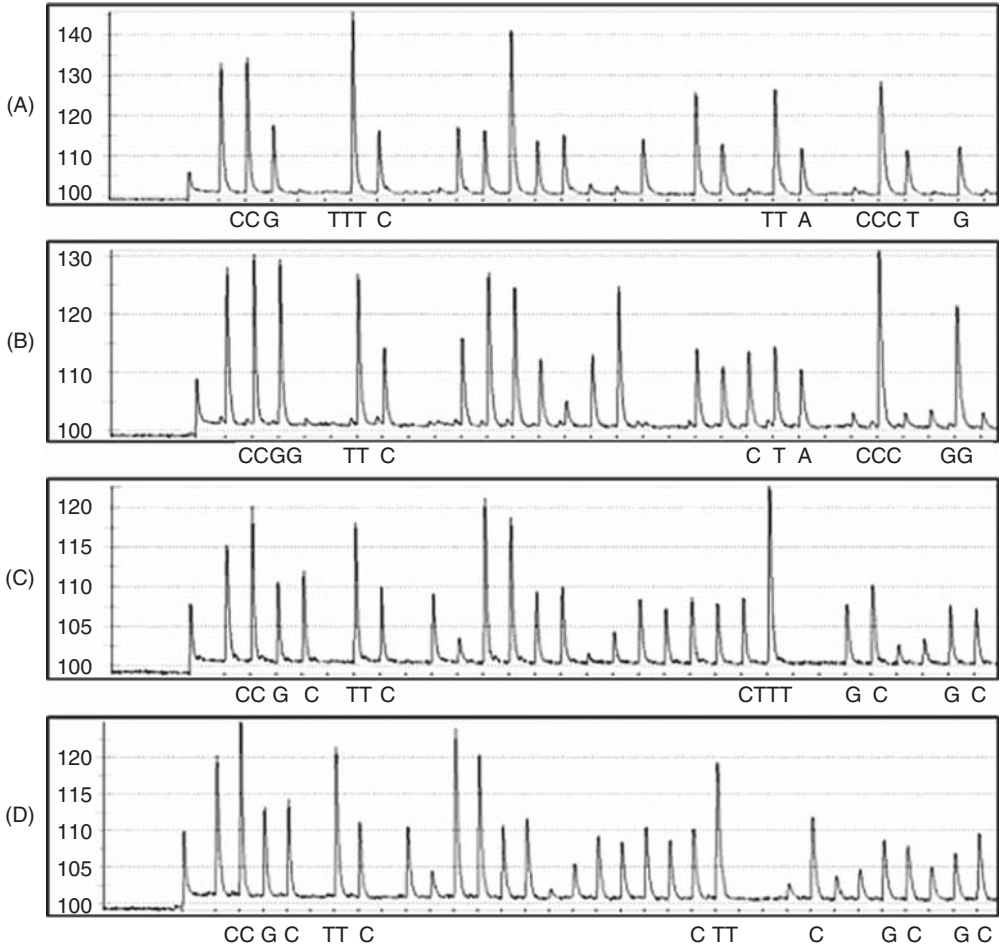 (A)
140
130
120
110
100
CC G TTT C TT A CCC T G
(B)
130
120
110
100
CCGG TT C C T A CCC GG
(C)
120
115
110
105
100
CC G C TT C CTTT G C G C
(D)
120
115
110
105
100
CC G C TT C C TT C G C G C